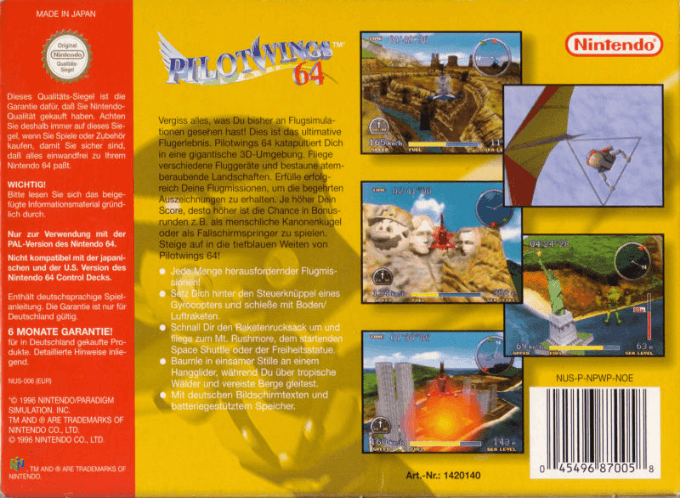 MADE IN JAPAN
Original
Nintendo
Qualitäts-
Siegel
Dieses Qualitäts-Siegel ist die
Garantie dafür, daß Sie Nintendo-
Qualität gekauft haben. Achten
Sie deshalb immer auf dieses Sie-
gel, wenn Sie Spiele oder Zubehör
kaufen, damit Sie sicher sind,
daß alles einwandfrei zu Ihrem
Nintendo 64 paßt.
WICHTIG!
Bitte lesen Sie sich das beige-
fügte Informationsmaterial gründ-
lich durch.
Nur zur Verwendung mit der
PAL-Version des Nintendo 64.
Nicht kompatibel mit der japani-
schen und der U.S. Version des
Nintendo 64 Control Decks.
Enthält deutschsprachige Spiel-
anleitung. Die Garantie ist nur für
Deutschland gültig.
6 MONATE GARANTIE!
für in Deutschland gekaufte Pro-
dukte. Detaillierte Hinweise inlie-
gend.
NUS-006 (EUR)
©1996 NINTENDO/PARADIGM
SIMULATION. INC.
TM AND ® ARE TRADEMARKS OF
NINTENDO CO., LTD.
© 1996 NINTENDO CO., LTD.
, TM AND ® ARE TRADEMARKS OF
NINTENDO CO., LTD.
PILOTWINGS™
64
Vergiss alles, was Du bisher an Flugsimula-
tionen gesehen hast! Dies ist das ultimative
Flugerlebnis. Pilotwings 64 katapultiert Dich
in eine gigantische 3D-Umgebung. Fliege
verschiedene Fluggeräte und bestaune atem-
beraubende Landschaften. Erfülle erfolg-
reich Deine Flugmissionen, um die begehrten
Auszeichnungen zu erhalten. Je höher Dein
Score, desto höher ist die Chance in Bonus-
runden z.B. als menschliche Kanonenkugel
oder als Fallschirmspringer zu spielen.
Steige auf in die tiefblauen Weiten von
Pilotwings 64!
• Jede Menge herausfordernder Flugmis-
sionen!
• Setz Dich hinter den Steuerknüppel eines
Gyrocopters und schieße mit Boden/
Luftraketen.
• Schnall Dir den Raketenrucksack um und
fliege zum Mt. Rushmore, dem startenden
Space Shuttle oder der Freiheitsstatue.
• Baumle in einsamer Stille an einem
Hangglider, während Du über tropische
Wälder und vereiste Berge gleitest.
• Mit deutschen Bildschirmtexten und
batteriegestütztem Speicher.
Nintendo®
FUEL
SEA LEVEL
NUS-P-NPWP-NOE
Art.-Nr.: 1420140
0 45496 87005 8